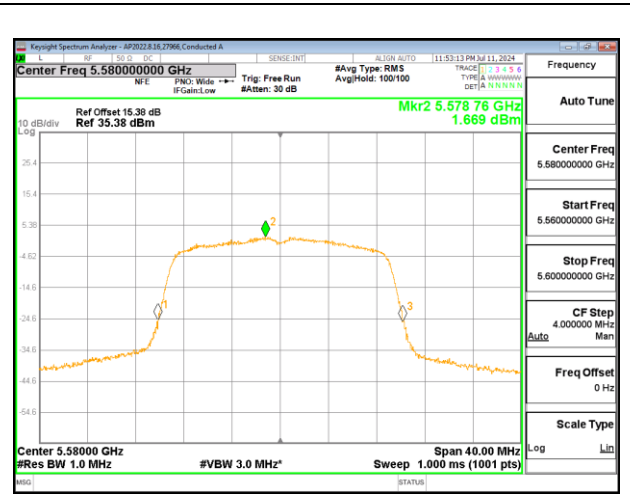 Keysight Spectrum Analyzer - AP2022.8.16,27966,Conducted A
L RF 50 Ω DC SENSE:INT ALIGN AUTO 11:53:13 PM Jul 11, 2024
Center Freq 5.580000000 GHz #Avg Type: RMS TRACE 1 2 3 4 5 6 Frequency
NFE PNO: Wide Trig: Free Run Avg|Hold: 100/100 TYPE A WWWWW
IFGain:Low #Atten: 30 dB DET A N N N N N
Auto Tune
Mkr2 5.578 76 GHz
Ref Offset 15.38 dB
10 dB/div Ref 35.38 dBm 1.669 dBm
Log
Center Freq
5.580000000 GHz
25.4
15.4
Start Freq
5.560000000 GHz
5.38
2
-4.62
Stop Freq
5.600000000 GHz
-14.6
1
3
-24.6
CF Step
4.000000 MHz
Auto Man
-34.6
-44.6
Freq Offset
0 Hz
-54.6
Scale Type
Log Lin
Center 5.58000 GHz Span 40.00 MHz
#Res BW 1.0 MHz #VBW 3.0 MHz* Sweep 1.000 ms (1001 pts)
MSG STATUS